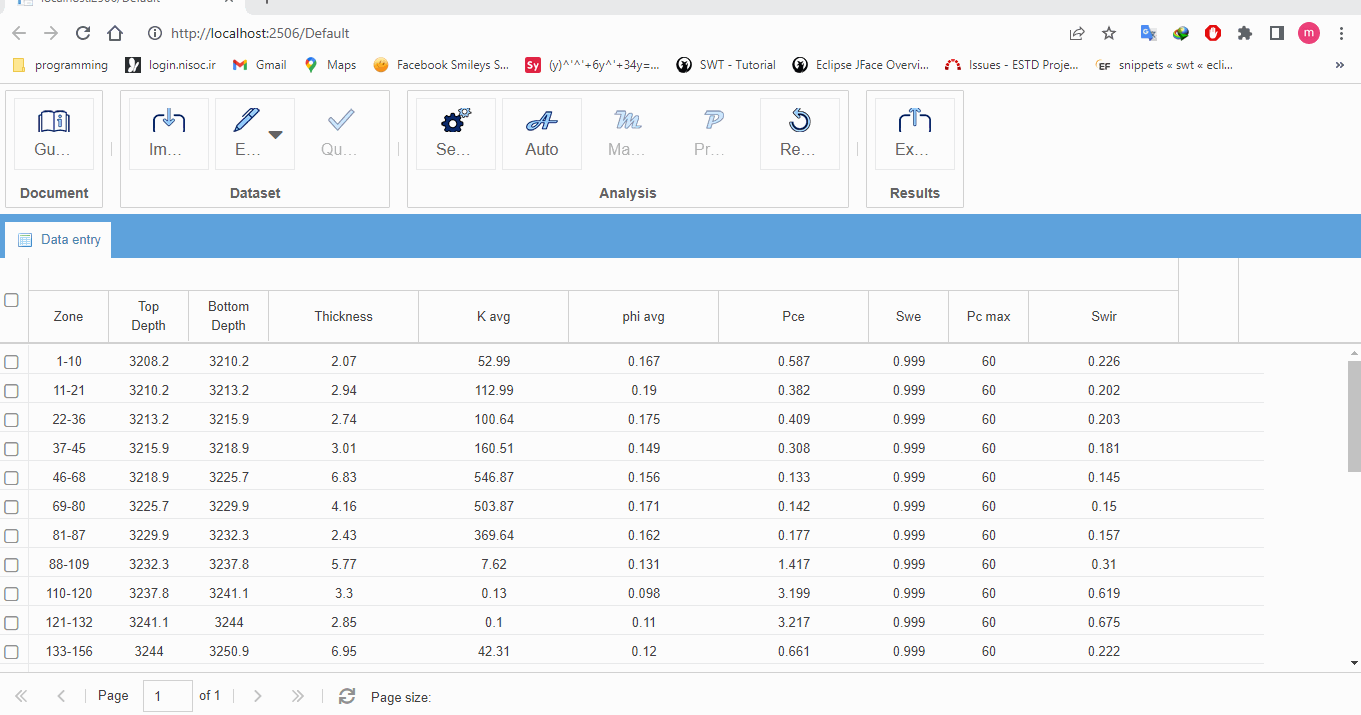 http://localhost:2506/Default
m
programming login.nisoc.ir Gmail Maps Facebook Smileys S... Sy (y)^'^'+6y^'+34y=... SWT - Tutorial Eclipse JFace Overvi... Issues - ESTD Proje... EF snippets « swt « ecli... »
Gu... Im... E... Qu... Se... Auto Ma... Pr... Re... Ex...
Document Dataset Analysis Results
Data entry
Zone Top Depth Bottom Depth Thickness K avg phi avg Pce Swe Pc max Swir
1-10 3208.2 3210.2 2.07 52.99 0.167 0.587 0.999 60 0.226
11-21 3210.2 3213.2 2.94 112.99 0.19 0.382 0.999 60 0.202
22-36 3213.2 3215.9 2.74 100.64 0.175 0.409 0.999 60 0.203
37-45 3215.9 3218.9 3.01 160.51 0.149 0.308 0.999 60 0.181
46-68 3218.9 3225.7 6.83 546.87 0.156 0.133 0.999 60 0.145
69-80 3225.7 3229.9 4.16 503.87 0.171 0.142 0.999 60 0.15
81-87 3229.9 3232.3 2.43 369.64 0.162 0.177 0.999 60 0.157
88-109 3232.3 3237.8 5.77 7.62 0.131 1.417 0.999 60 0.31
110-120 3237.8 3241.1 3.3 0.13 0.098 3.199 0.999 60 0.619
121-132 3241.1 3244 2.85 0.1 0.11 3.217 0.999 60 0.675
133-156 3244 3250.9 6.95 42.31 0.12 0.661 0.999 60 0.222
Page 1 of 1 Page size: